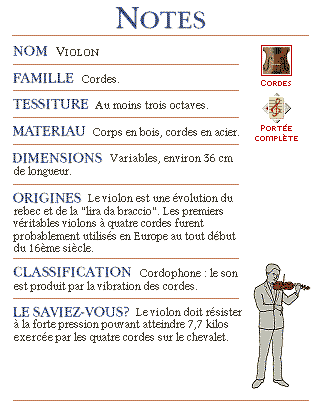 NOTES
NOM VIOLON
FAMILLE Cordes.
TESSITURE Au moins trois octaves.
MATERIAU Corps en bois, cordes en acier.
DIMENSIONS Variables, environ 36 cm
de longueur.
ORIGINES Le violon est une évolution du
rebec et de la "lira da braccio". Les premiers
véritables violons à quatre cordes furent
probablement utilisés en Europe au tout début
du 16ème siècle.
CLASSIFICATION Cordophone : le son
est produit par la vibration des cordes.
LE SAVIEZ-VOUS? Le violon doit résister
à la forte pression pouvant atteindre 7,7 kilos
exercée par les quatre cordes sur le chevalet.
CORDES
PORTÉE
COMPLÈTE